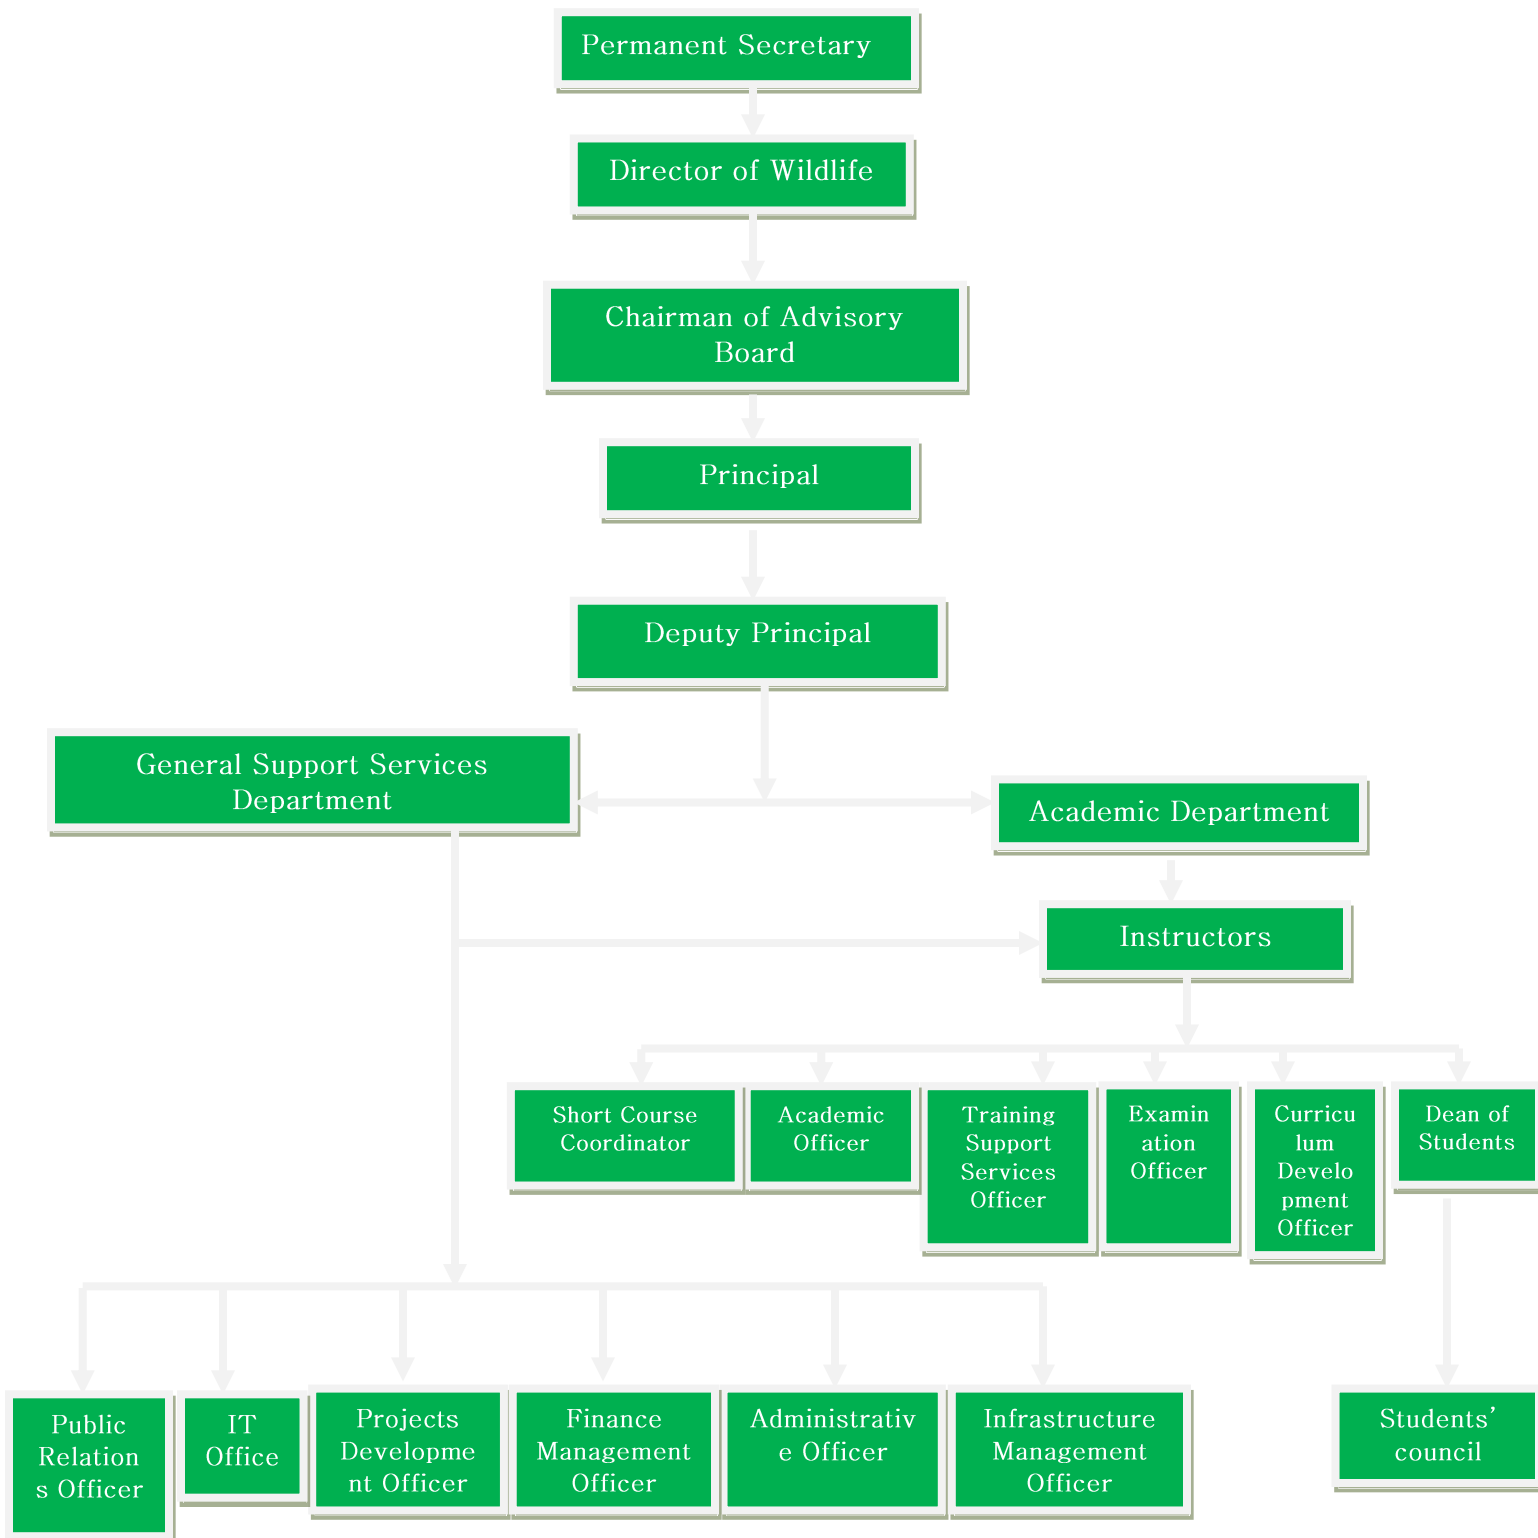 Permanent Secretary
Director of Wildlife
Chairman of Advisory
Board
Principal
Deputy Principal
General Support Services
Department
Academic Department
Instructors
Short Course
Coordinator
Academic
Officer
Training
Support
Services
Officer
Examin
ation
Officer
Curricu
lum
Develo
pment
Officer
Dean of
Students
Public
Relation
s Officer
IT
Office
Projects
Developme
nt Officer
Finance
Management
Officer
Administrativ
e Officer
Infrastructure
Management
Officer
Students’
council